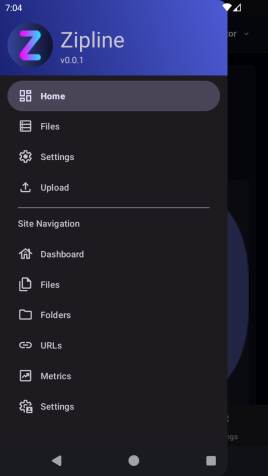 7:04
Zipline
v0.0.1
Home
Files
Settings
Upload
Site Navigation
Dashboard
Files
Folders
URLs
Metrics
Settings